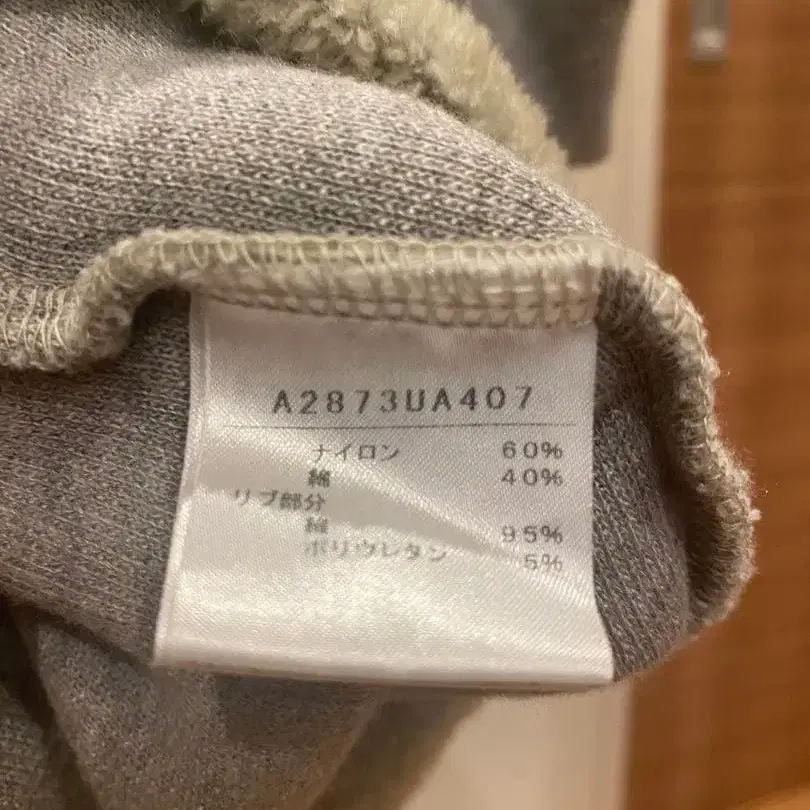 A2873UA407
ナイロン 60%
綿 40%
リブ部分
綿 95%
ポリウレタン 5%